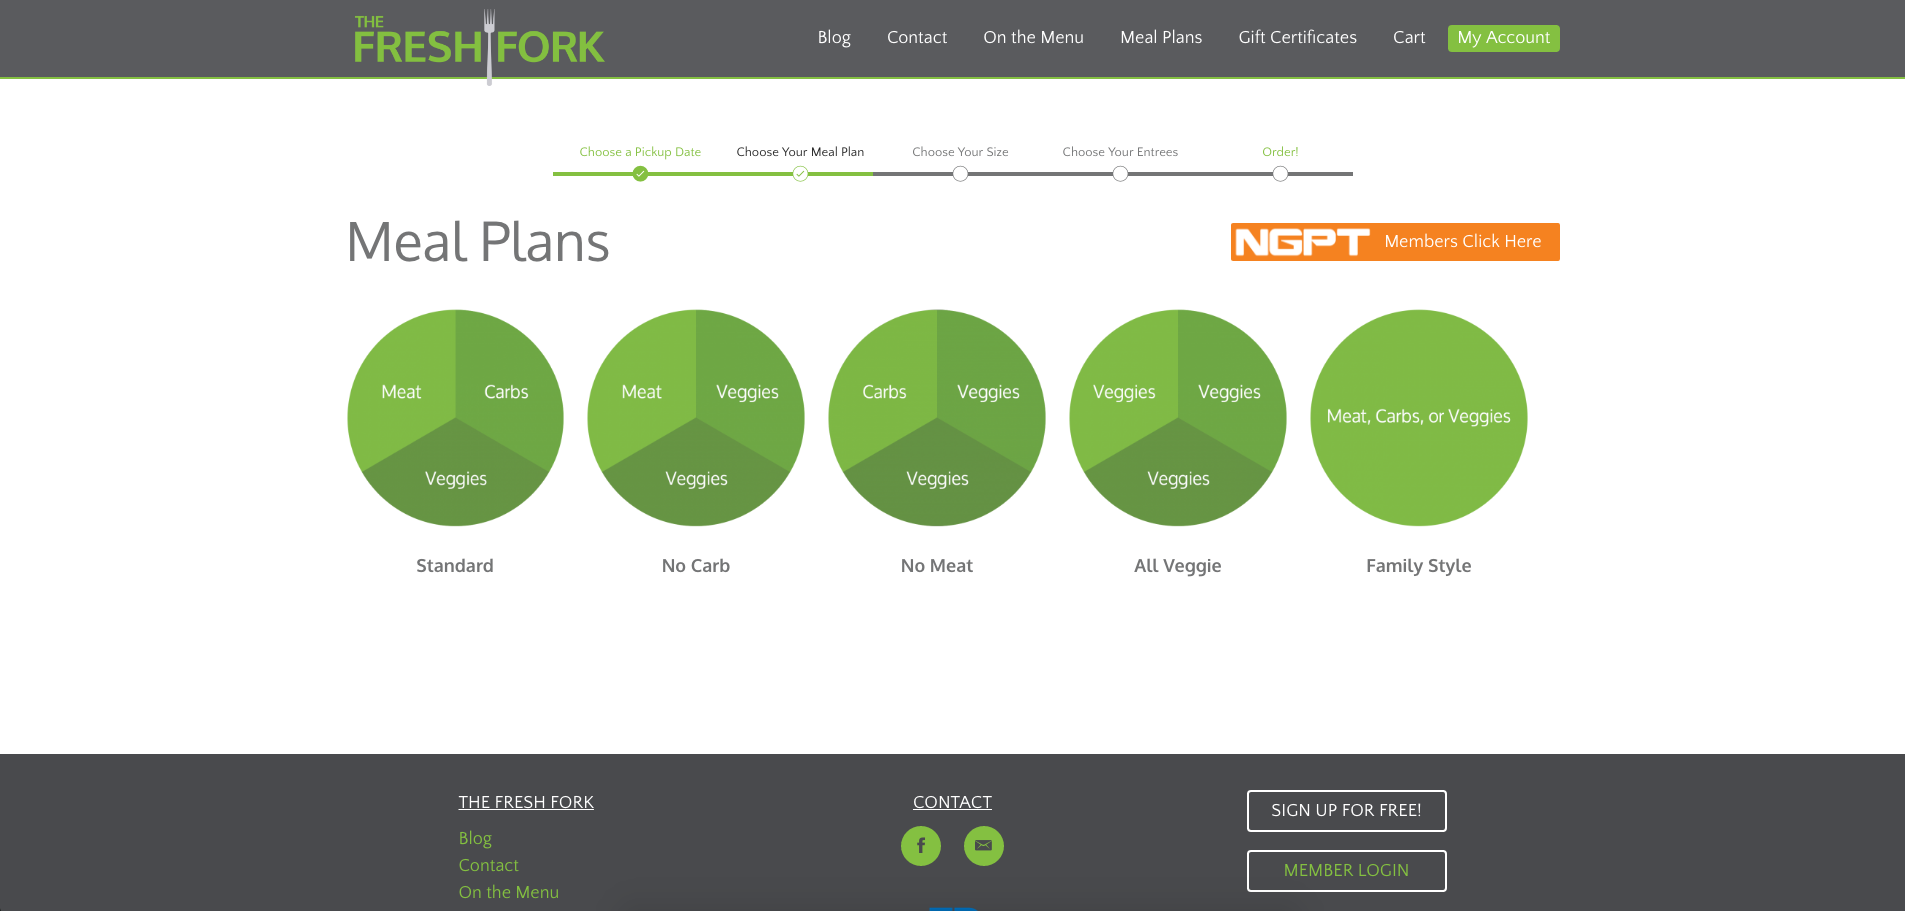 THE
FRESH FORK
Blog
Contact
On the Menu
Meal Plans
Gift Certificates
Cart
My Account
Choose a Pickup Date
Choose Your Meal Plan
Choose Your Size
Choose Your Entrees
Order!
Meal Plans
NGPT Members Click Here
Meat
Carbs
Veggies
Meat
Veggies
Veggies
Carbs
Veggies
Veggies
Veggies
Veggies
Veggies
Meat, Carbs, or Veggies
Standard
No Carb
No Meat
All Veggie
Family Style
THE FRESH FORK
Blog
Contact
On the Menu
CONTACT
f
SIGN UP FOR FREE!
MEMBER LOGIN